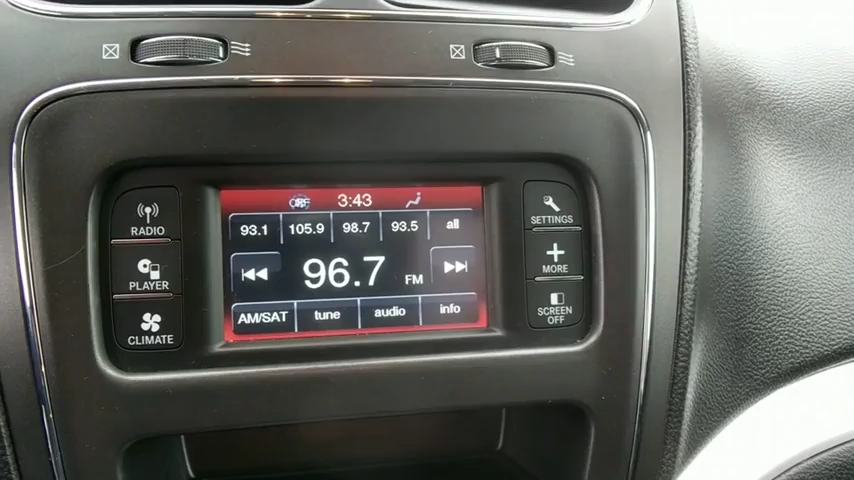 3:43
93.1 105.9 98.7 93.5 all
96.7 FM
AM/SAT tune audio info
RADIO
PLAYER
CLIMATE
SETTINGS
MORE
SCREEN
OFF